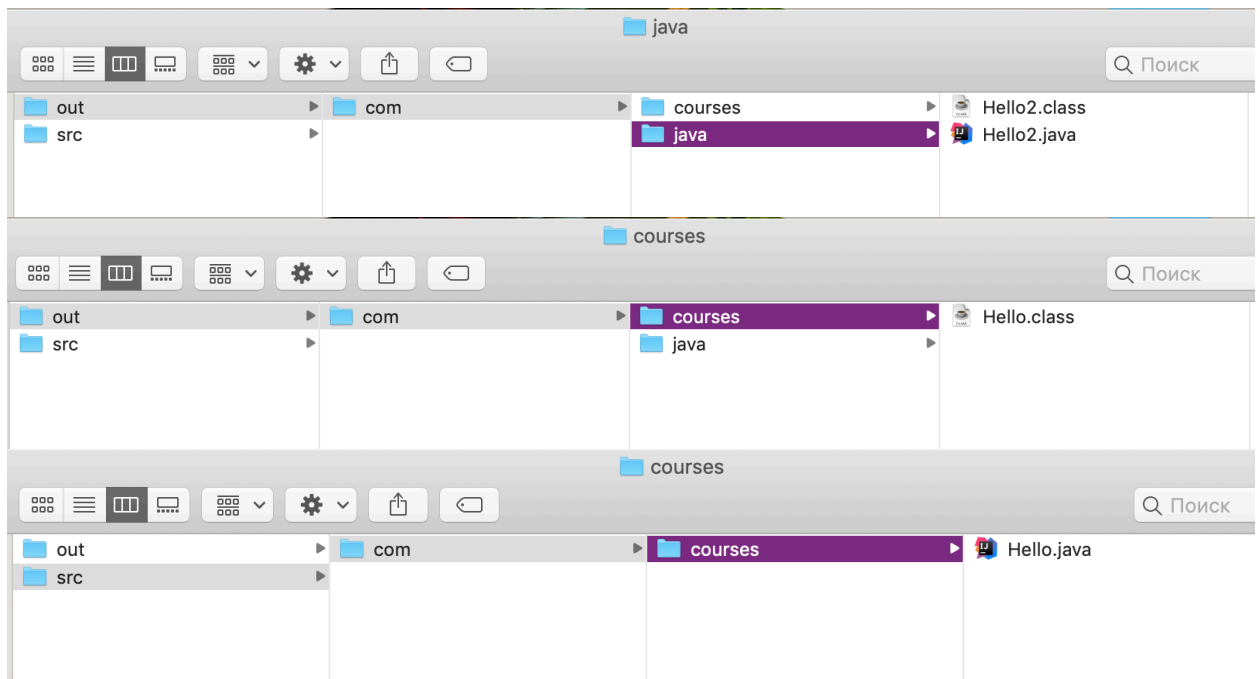 java
Поиск
out com courses Hello2.class
src java Hello2.java
courses
Поиск
out com courses Hello.class
src java
courses
Поиск
out com courses Hello.java
src